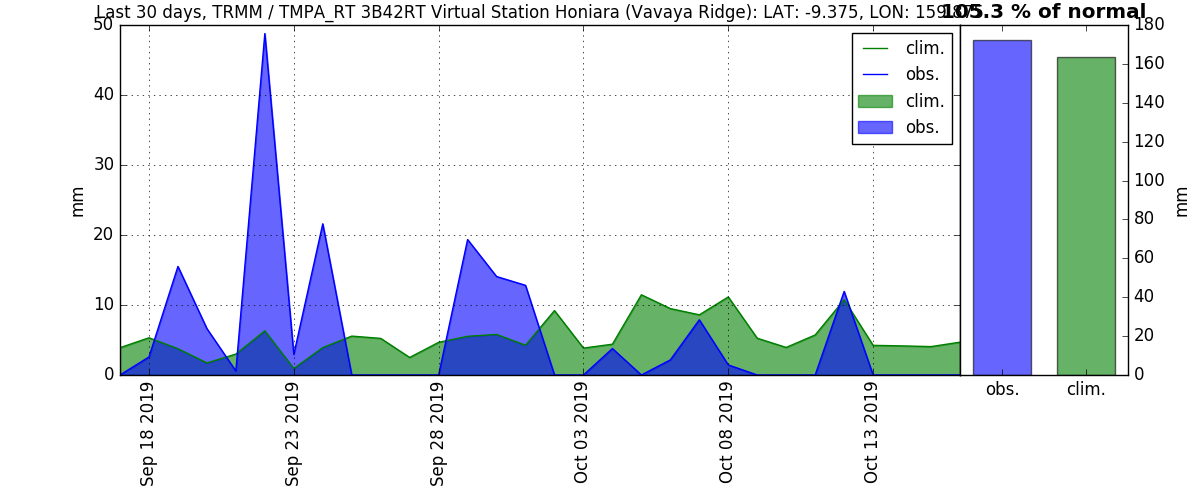 Last 30 days, TRMM / TMPA_RT 3B42RT Virtual Station Honiara (Vavaya Ridge): LAT: -9.375, LON:
105.3 % of normal
50
40
30
20
10
0
mm
clim.
obs.
clim.
obs.
Sep 18 2019
Sep 23 2019
Sep 28 2019
Oct 03 2019
Oct 08 2019
Oct 13 2019
180
160
140
120
100
80
60
40
20
0
mm
obs.
clim.